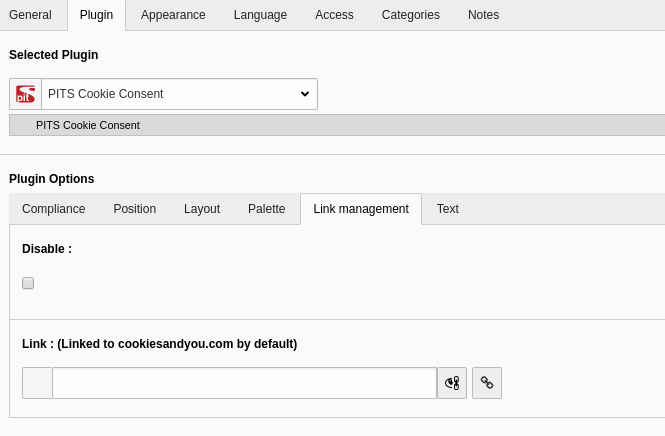 General Plugin Appearance Language Access Categories Notes
Selected Plugin
pit PITS Cookie Consent
PITS Cookie Consent
Plugin Options
Compliance Position Layout Palette Link management Text
Disable :
Link : (Linked to cookiesandyou.com by default)